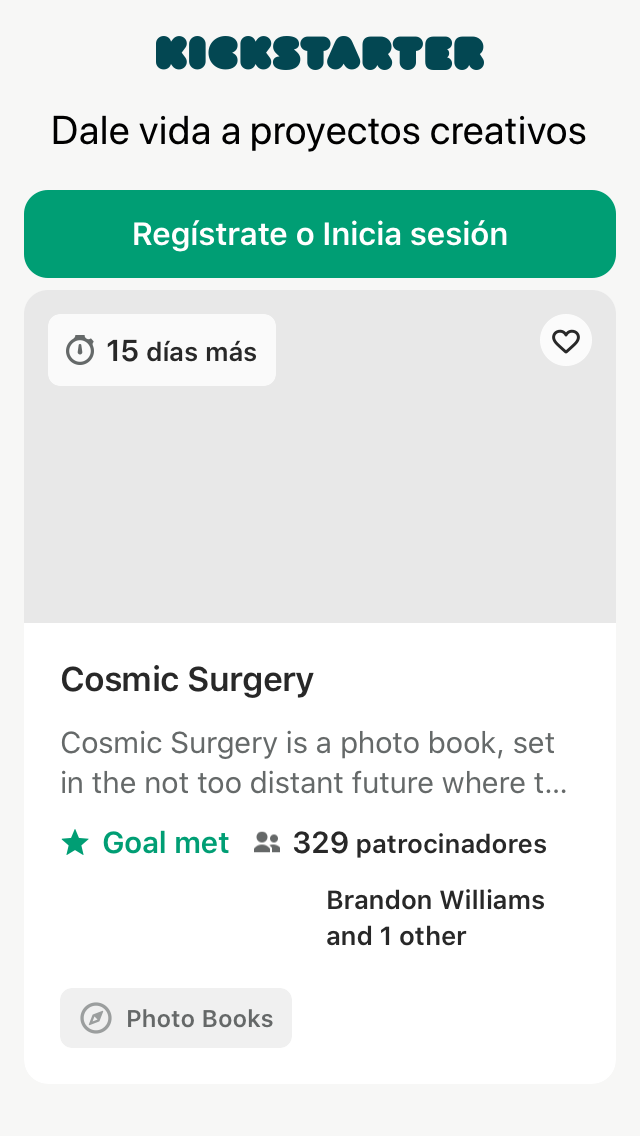 KICKSTARTER
Dale vida a proyectos creativos
Regístrate o Inicia sesión
15 días más
Cosmic Surgery
Cosmic Surgery is a photo book, set
in the not too distant future where t...
Goal met 329 patrocinadores
Brandon Williams
and 1 other
Photo Books